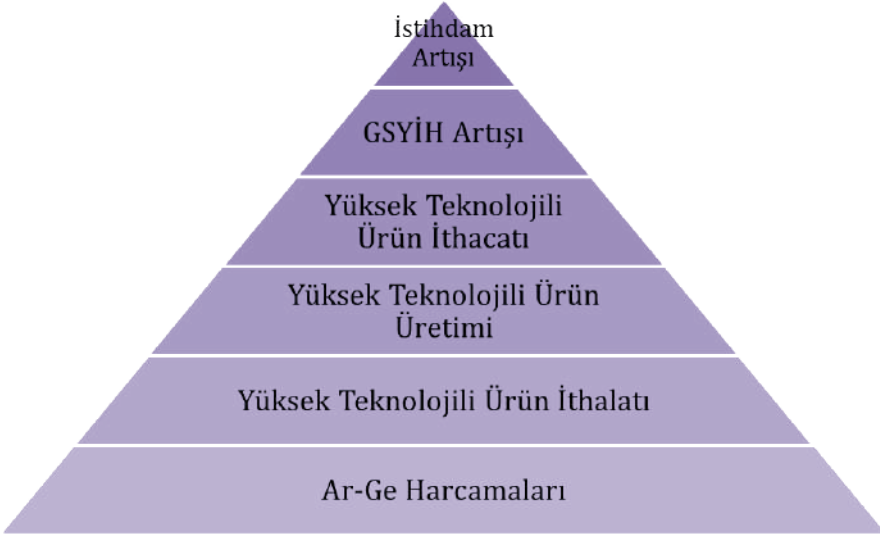 İstihdam
Artışı
GSYİH Artışı
Yüksek Teknolojili
Ürün İthacatı
Yüksek Teknolojili Ürün
Üretimi
Yüksek Teknolojili Ürün İthalatı
Ar-Ge Harcamaları